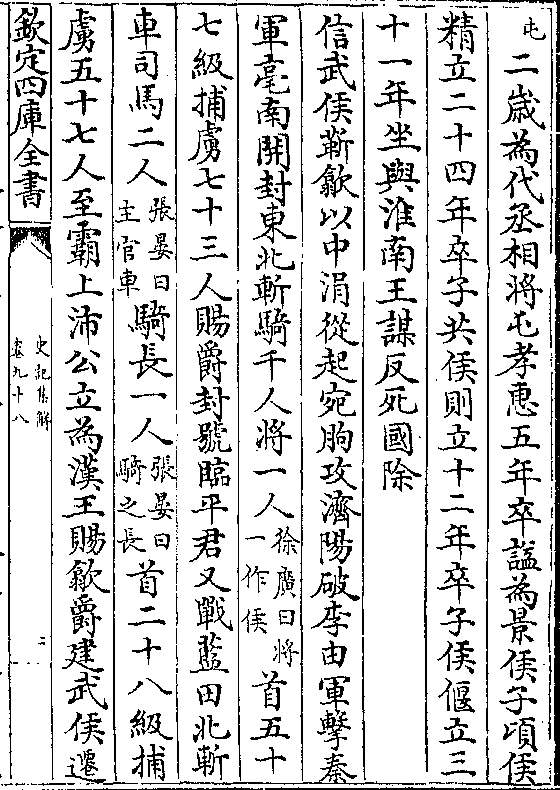 屯
二歲為代丞相將屯孝惠五年卒諡為景侯子頃侯
精立二十四年卒子共侯則立十二年卒子侯偃立三
十一年坐與淮南王謀反死國除
信武侯靳歙以中涓從起宛朐攻濟陽破李由軍擊秦
軍亳南開封東北斬騎千人將一人徐廣曰將一作侯首五十
七級捕虜七十三人賜爵封號臨平君又戰藍田北斬
車司馬二人張晏曰主官車騎長一人張晏曰騎之長首二十八級捕
虜五十七人至霸上沛公立為漢王賜歙爵建武侯遷
欽定四庫全書
史記集解
卷九十八
二